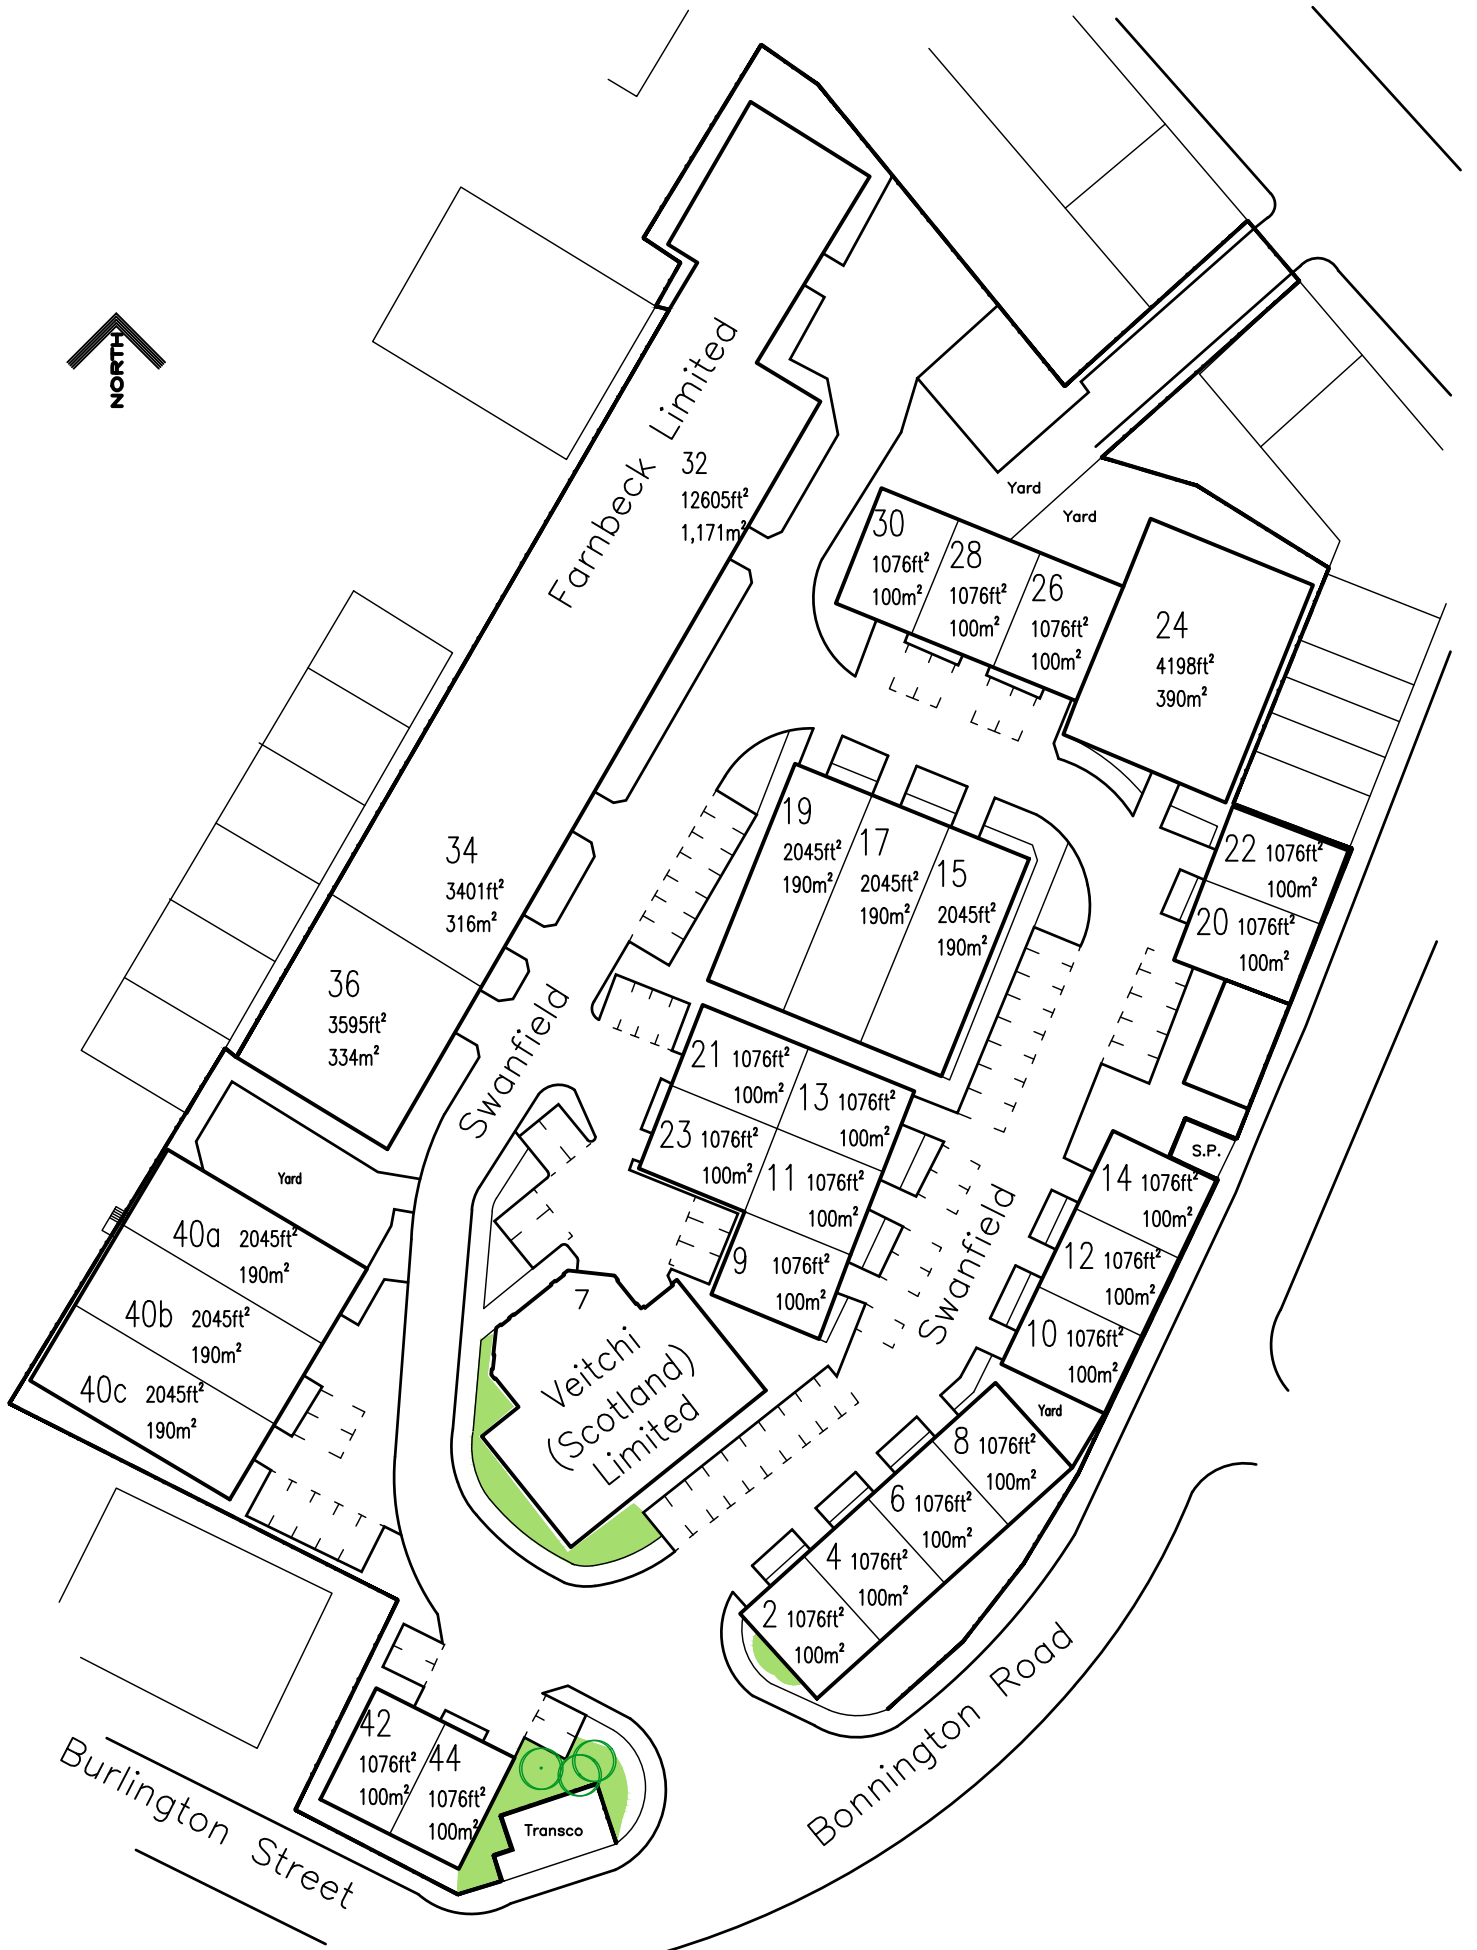 NORTH
Farnbeck Limited
32
12605ft²
1,171m²
Yard
Yard
30
1076ft²
100m²
28
1076ft²
100m²
26
1076ft²
100m²
24
4198ft²
390m²
19
2045ft²
190m²
17
2045ft²
190m²
15
2045ft²
190m²
22 1076ft²
100m²
20 1076ft²
100m²
34
3401ft²
316m²
36
3595ft²
334m²
Swanfield
21 1076ft²
100m²
13 1076ft²
100m²
23 1076ft²
100m²
11 1076ft²
100m²
9 1076ft²
100m²
S.P.
14 1076ft²
100m²
12 1076ft²
100m²
10 1076ft²
100m²
Swanfield
Yard
40a 2045ft²
190m²
40b 2045ft²
190m²
40c 2045ft²
190m²
7
Veitchi
(Scotland)
Limited
Yard
8 1076ft²
100m²
6 1076ft²
100m²
4 1076ft²
100m²
2 1076ft²
100m²
42
1076ft²
100m²
44
1076ft²
100m²
Transco
Burlington Street
Bonnington Road